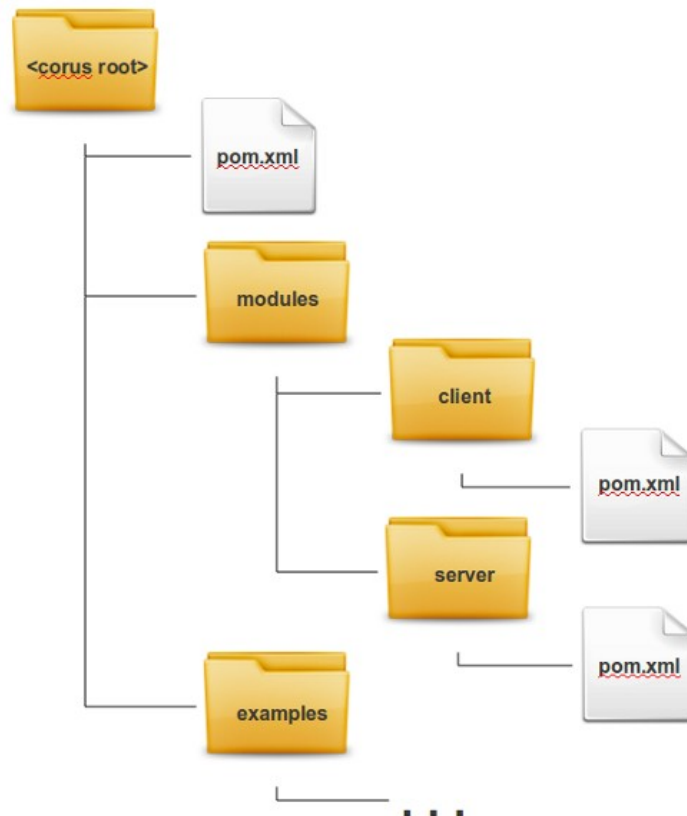 <corus root>
pom.xml
modules
client
pom.xml
server
pom.xml
examples
...